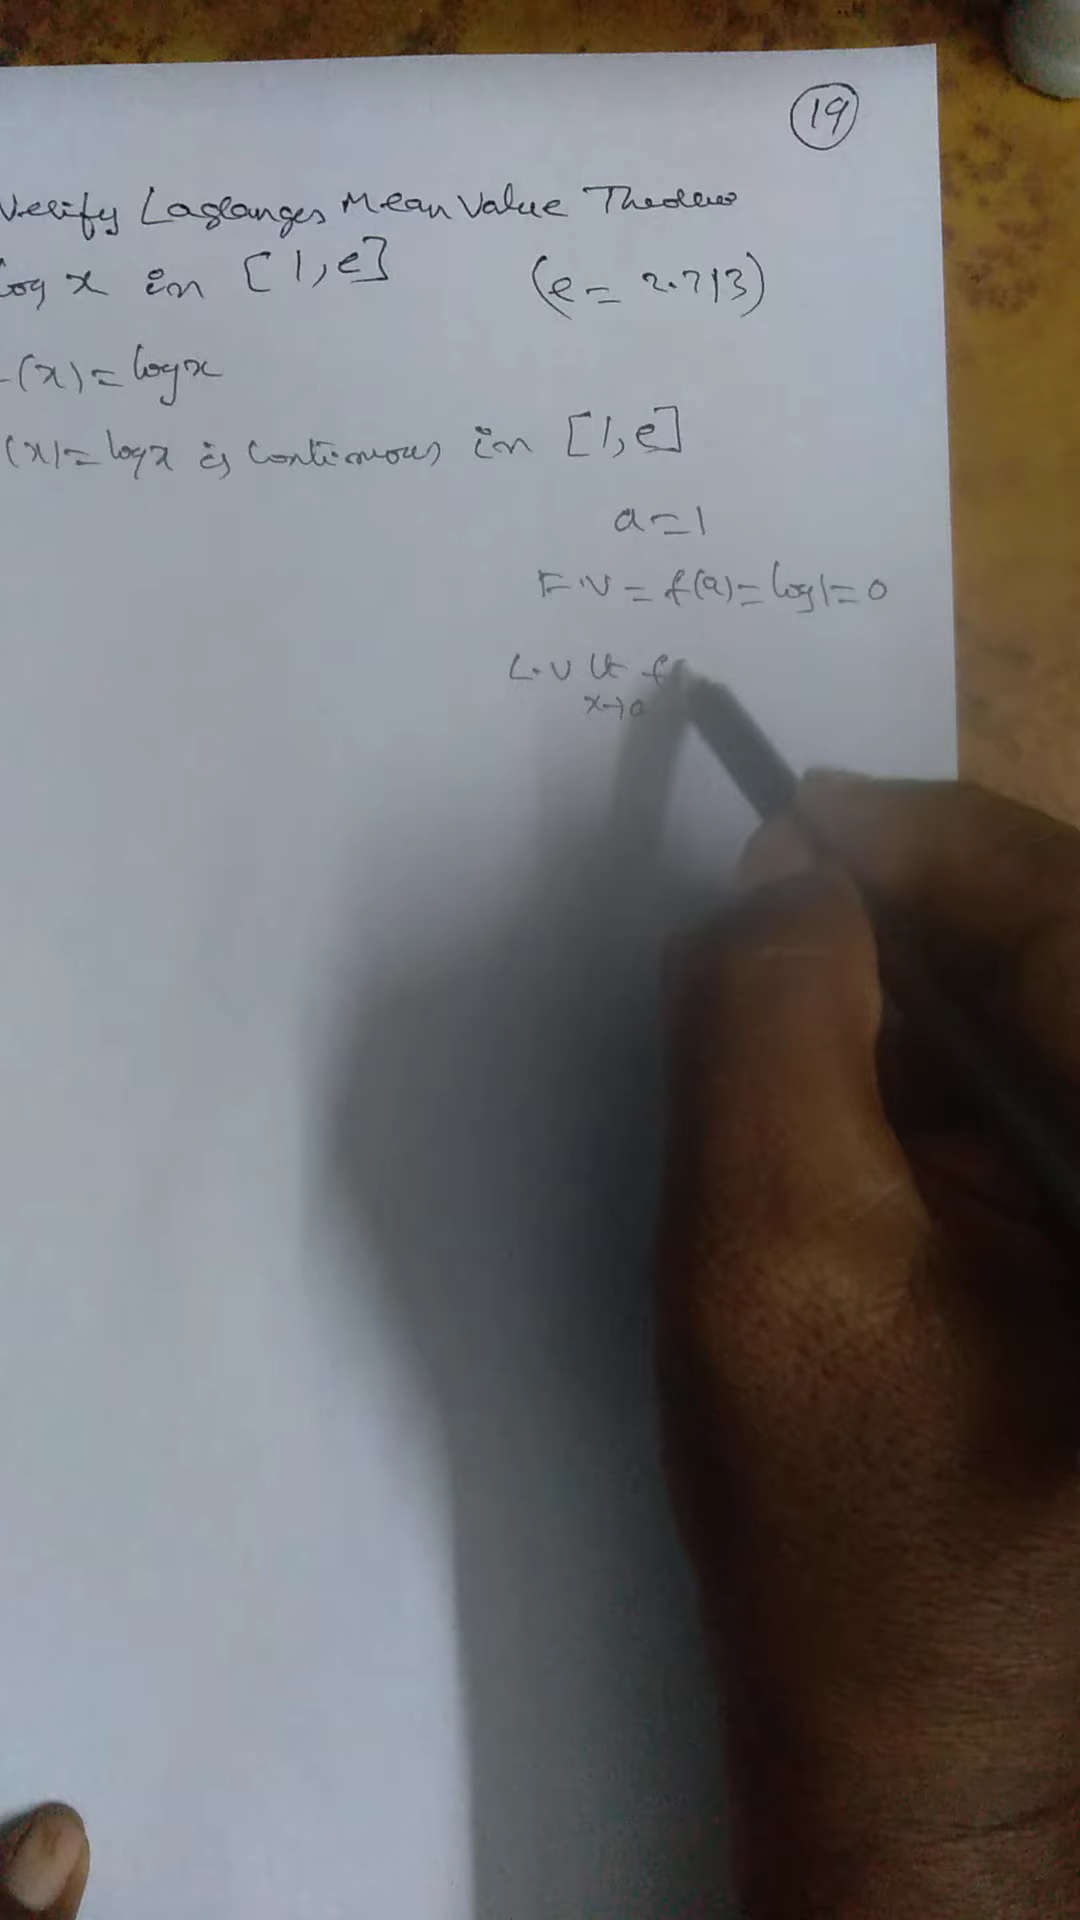 19
Verify Lagranges Mean Value Theorem
log x in [1,e] (e = 2.713)
(x) = log x
(x) = log x is continuous in [1,e]
a = 1
F.V = f(a) = log 1 = 0
L.V Lt f
x→a